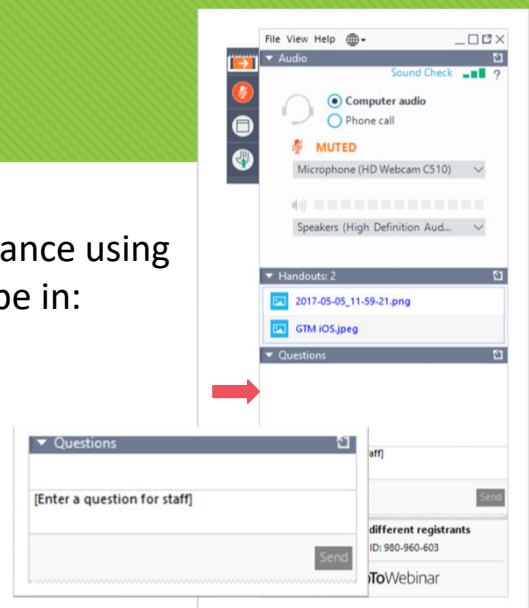 File View Help
Audio
Sound Check ?
Computer audio
Phone call
MUTED
Microphone (HD Webcam C510)
Speakers (High Definition Aud...
ance using
be in:
Handouts: 2
2017-05-05_11-59-21.png
GTM iOS.jpeg
Questions
Questions
[Enter a question for staff]
Send
aff]
Send
different registrants
ID: 980-960-603
ToWebinar